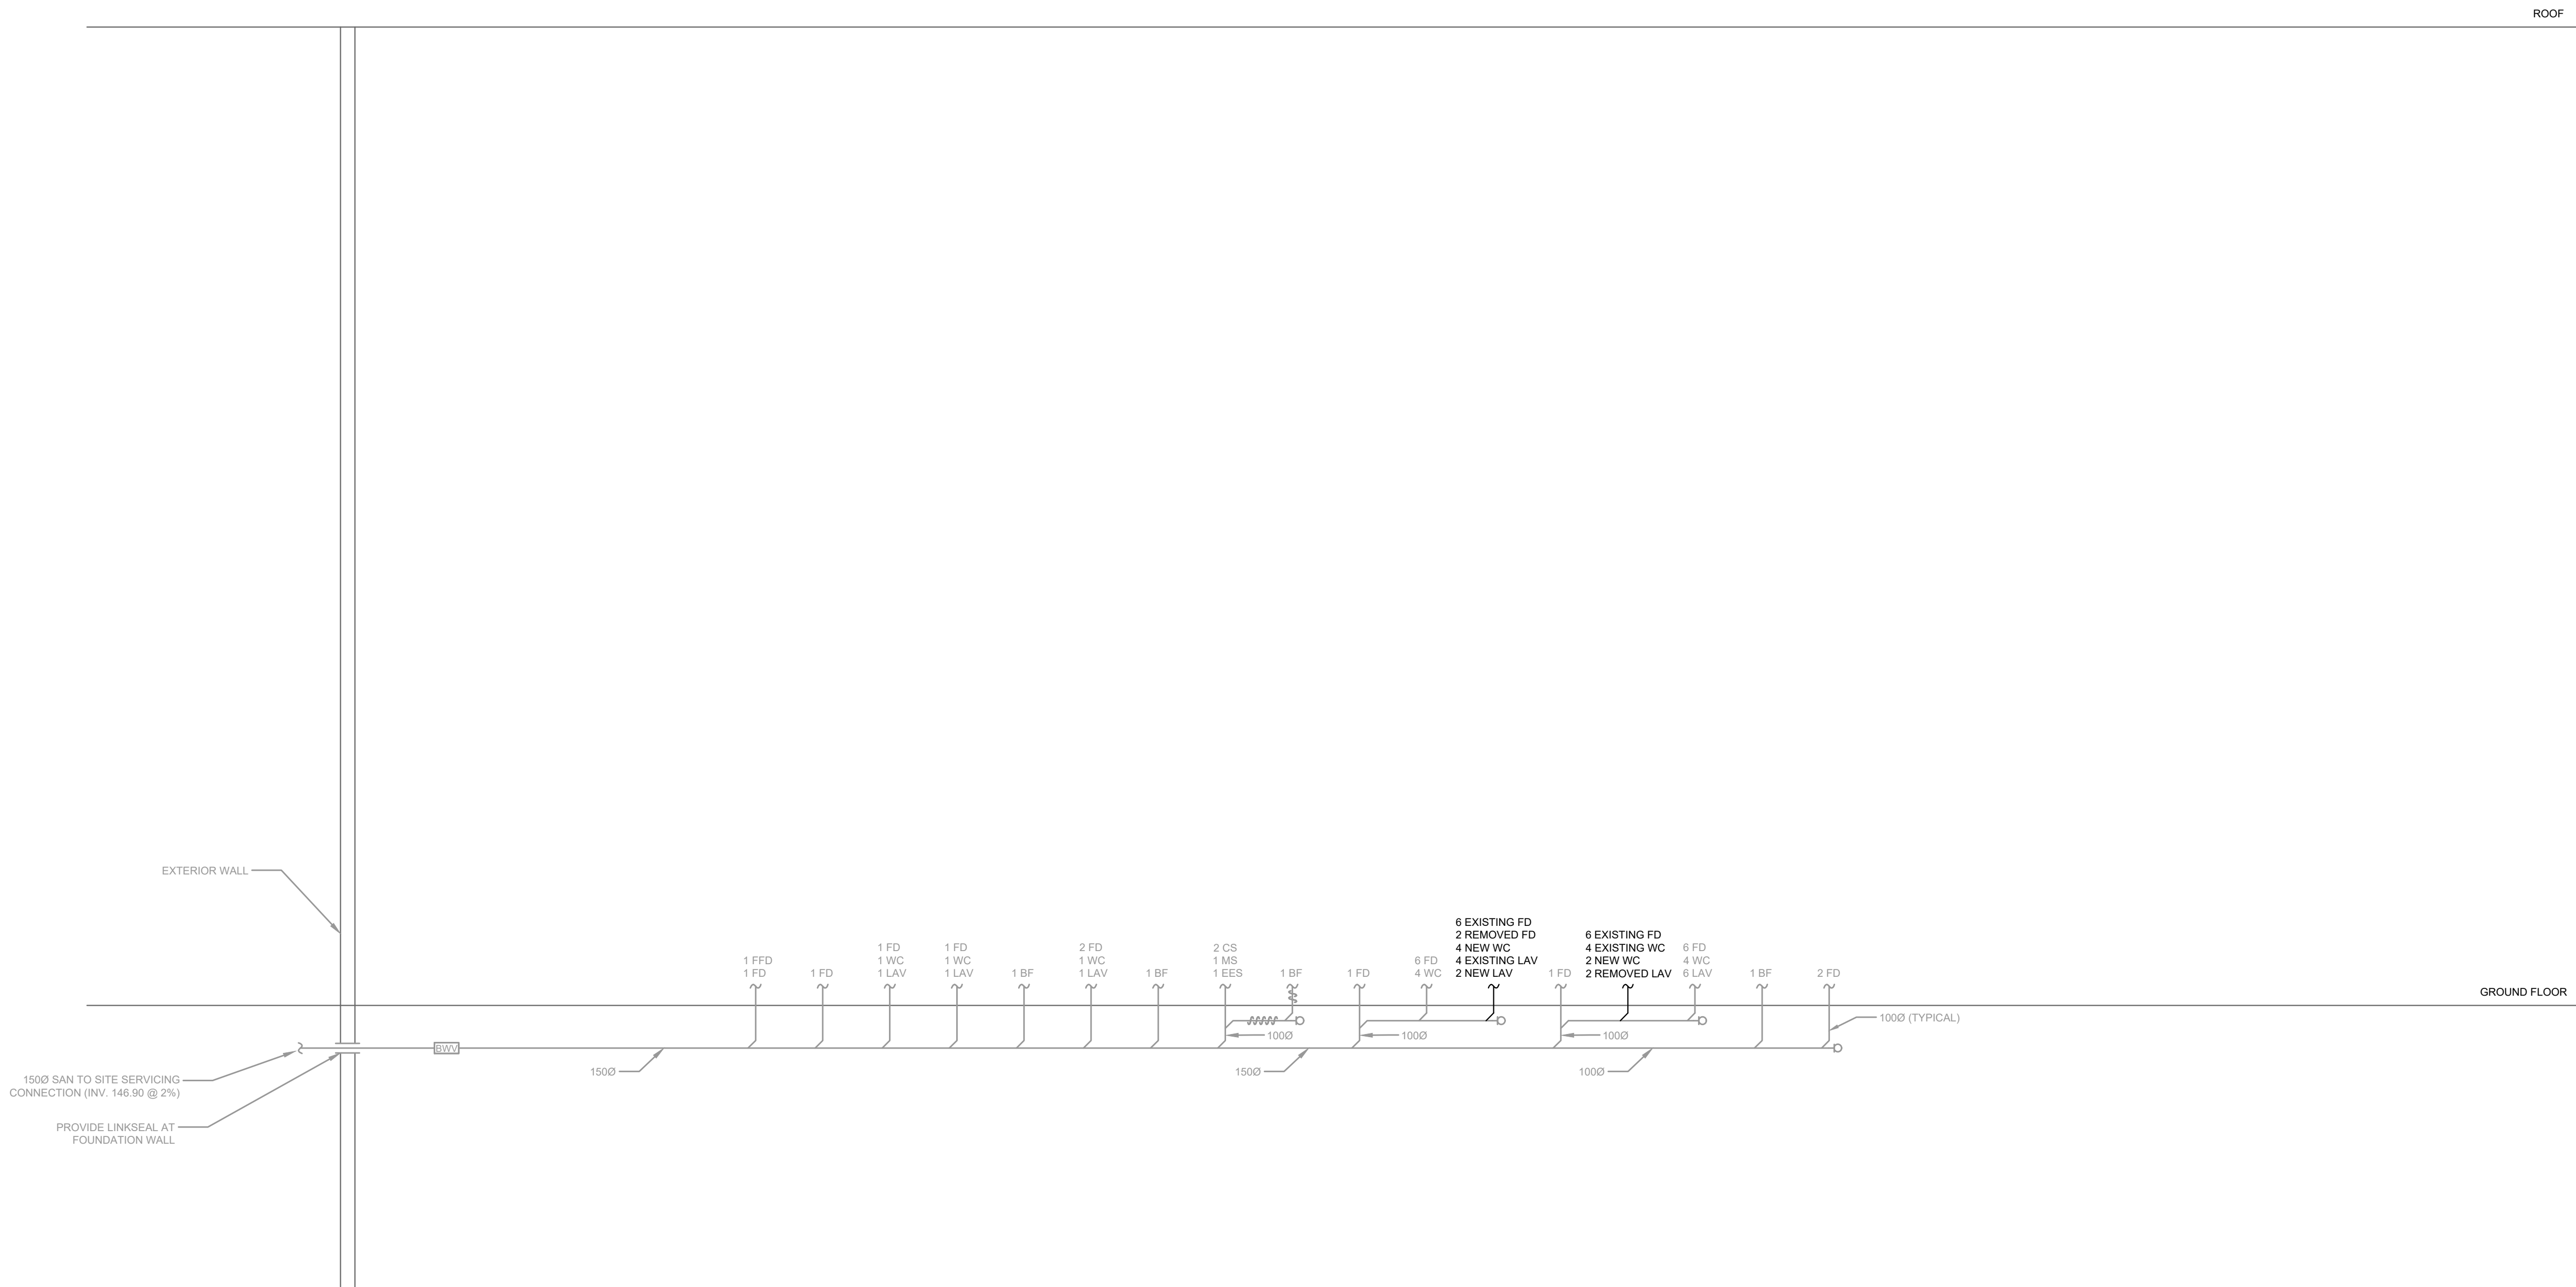 ROOF
EXTERIOR WALL
1 FFD
1 FD
1 FD
1 FD
1 WC
1 LAV
1 FD
1 WC
1 LAV
1 BF
2 FD
1 WC
1 LAV
1 BF
2 CS
1 MS
1 EES
1 BF
1 FD
6 FD
4 WC
6 EXISTING FD
2 REMOVED FD
4 NEW WC
4 EXISTING LAV
2 NEW LAV
1 FD
6 EXISTING FD
4 EXISTING WC
2 NEW WC
2 REMOVED LAV
6 FD
4 WC
6 LAV
1 BF
2 FD
GROUND FLOOR
100Ø (TYPICAL)
100Ø
100Ø
100Ø
BWV
150Ø
150Ø
100Ø
150Ø SAN TO SITE SERVICING
CONNECTION (INV. 146.90 @ 2%)
PROVIDE LINKSEAL AT
FOUNDATION WALL